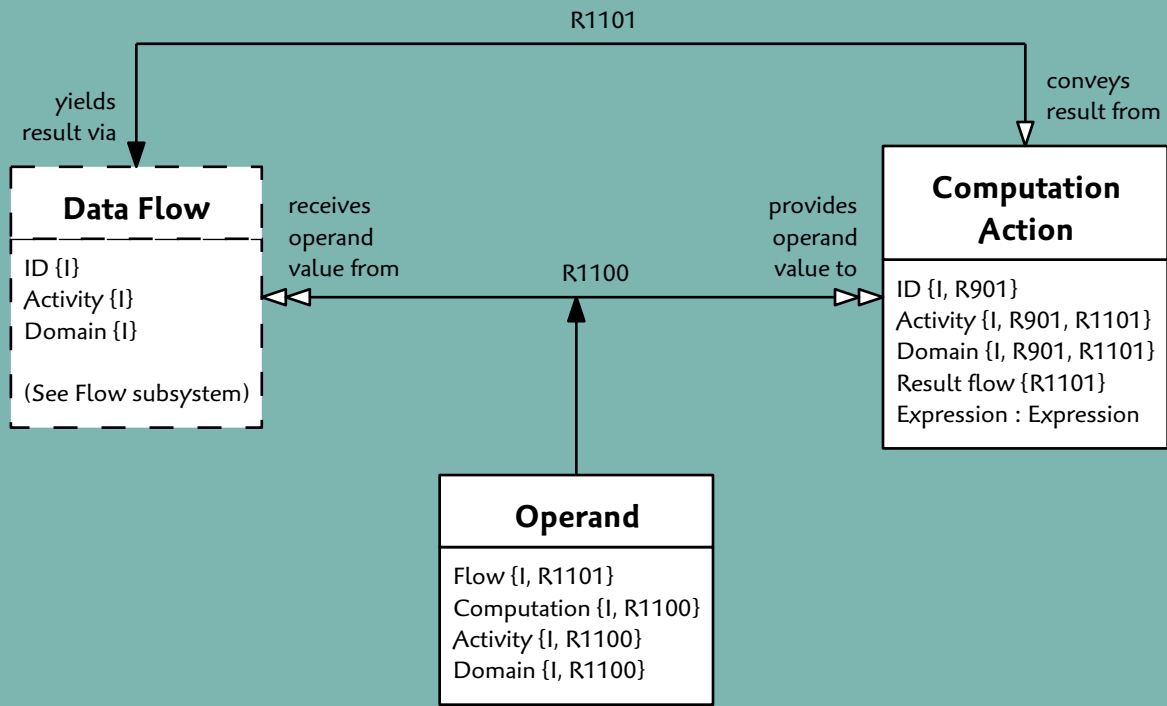 R1101
yields
result via
conveys
result from
Data Flow
ID {I}
Activity {I}
Domain {I}
(See Flow subsystem)
receives
operand
value from
R1100
provides
operand
value to
Computation
Action
ID {I, R901}
Activity {I, R901, R1101}
Domain {I, R901, R1101}
Result flow {R1101}
Expression : Expression
Operand
Flow {I, R1101}
Computation {I, R1100}
Activity {I, R1100}
Domain {I, R1100}